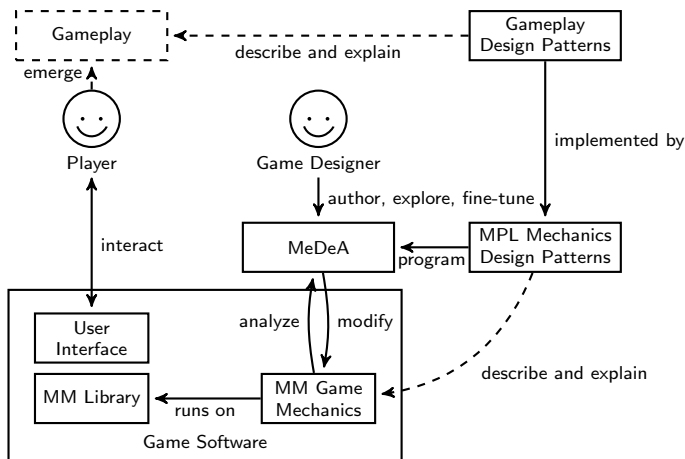 Gameplay
Gameplay
Design Patterns
describe and explain
emerge
implemented by
Player
Game Designer
author, explore, fine-tune
interact
MeDeA
program
MPL Mechanics
Design Patterns
User
Interface
analyze
modify
describe and explain
MM Library
runs on
MM Game
Mechanics
Game Software